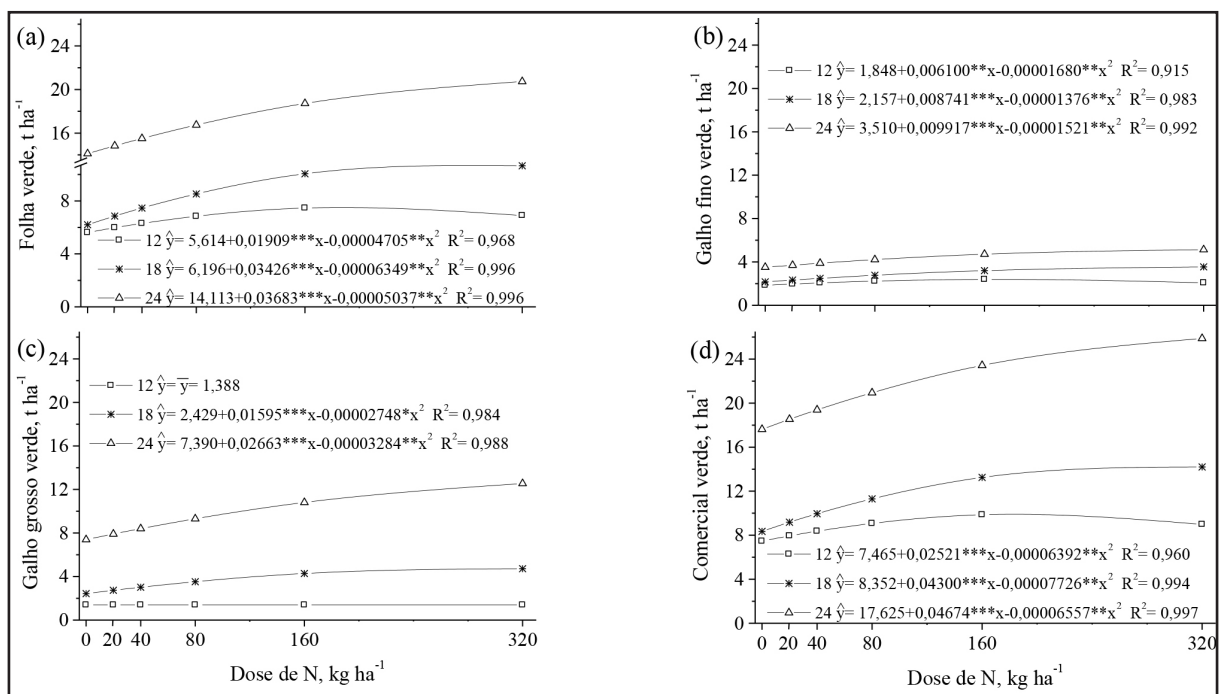 (a)
24
20
16
8
4
0
Folha verde, t ha⁻¹
12 ŷ= 5,614+0,01909***x-0,00004705**x² R²= 0,968
18 ŷ= 6,196+0,03426***x-0,00006349**x² R²= 0,996
24 ŷ= 14,113+0,03683***x-0,00005037**x² R²= 0,996
(b)
24
20
16
12
8
4
0
Galho fino verde, t ha⁻¹
12 ŷ= 1,848+0,006100**x-0,00001680**x² R²= 0,915
18 ŷ= 2,157+0,008741***x-0,00001376**x² R²= 0,983
24 ŷ= 3,510+0,009917***x-0,00001521**x² R²= 0,992
(c)
24
20
16
12
8
4
0
Galho grosso verde, t ha⁻¹
12 ŷ= y̅= 1,388
18 ŷ= 2,429+0,01595***x-0,00002748*x² R²= 0,984
24 ŷ= 7,390+0,02663***x-0,00003284**x² R²= 0,988
0 20 40 80 160 320
Dose de N, kg ha⁻¹
(d)
24
20
16
12
8
4
0
Comercial verde, t ha⁻¹
12 ŷ= 7,465+0,02521***x-0,00006392**x² R²= 0,960
18 ŷ= 8,352+0,04300***x-0,00007726**x² R²= 0,994
24 ŷ= 17,625+0,04674***x-0,00006557**x² R²= 0,997
0 20 40 80 160 320
Dose de N, kg ha⁻¹